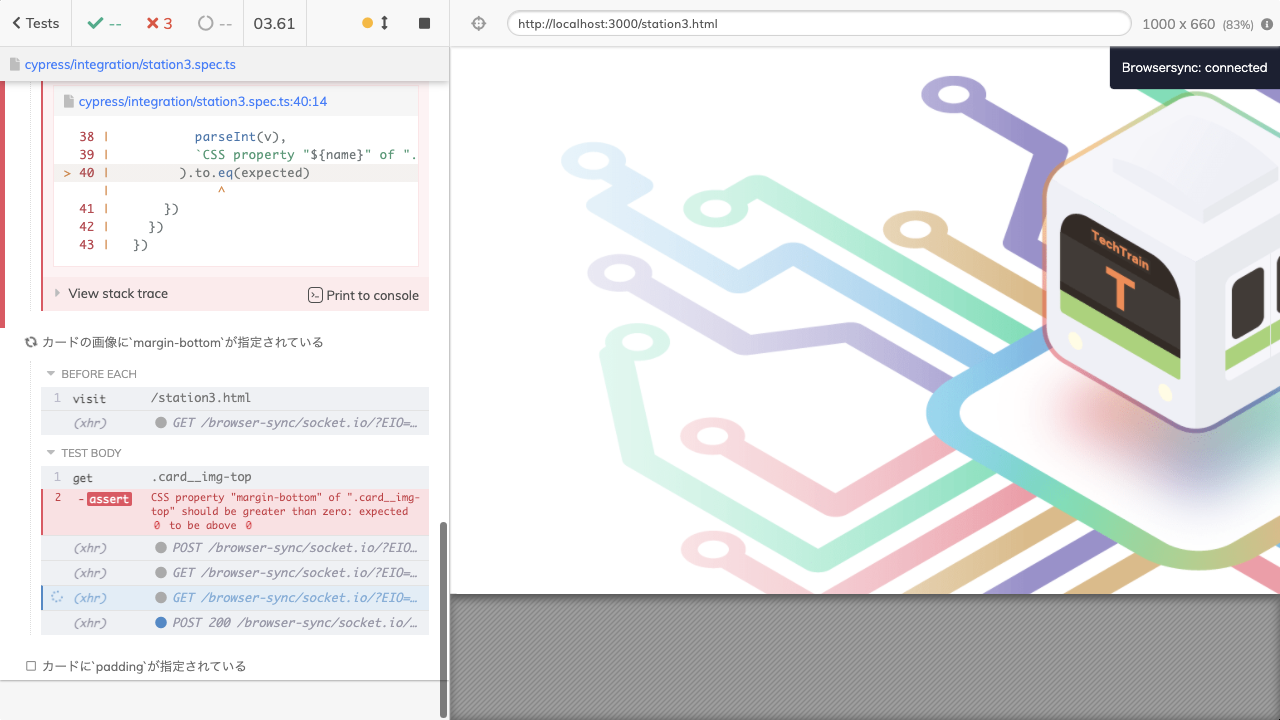 Tests
--
3
--
03.61
http://localhost:3000/station3.html
1000 x 660 (83%)
cypress/integration/station3.spec.ts
Browsersync: connected
cypress/integration/station3.spec.ts:40:14
38 | parseInt(v),
39 | `CSS property "${name}" of ".
> 40 | ).to.eq(expected)
| ^
41 | })
42 | })
43 | })
View stack trace
Print to console
カードの画像に`margin-bottom`が指定されている
BEFORE EACH
1 visit /station3.html
(xhr) GET /browser-sync/socket.io/?EIO=…
TEST BODY
1 get .card__img-top
2 -assert CSS property "margin-bottom" of ".card__img-
top" should be greater than zero: expected
0 to be above 0
(xhr) POST /browser-sync/socket.io/?EIO…
(xhr) GET /browser-sync/socket.io/?EIO=…
(xhr) GET /browser-sync/socket.io/?EIO=…
(xhr) POST 200 /browser-sync/socket.io/…
カードに`padding`が指定されている
TechTrain
T